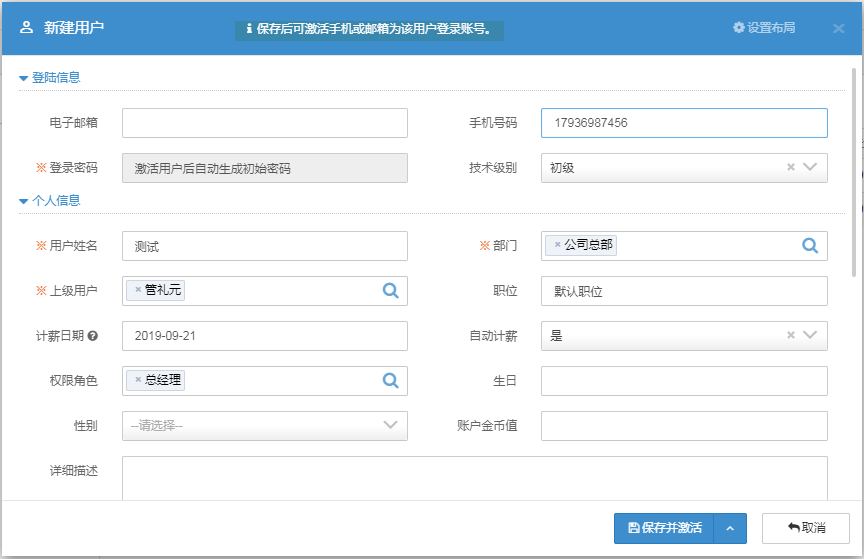 新建用户
保存后可激活手机或邮箱为该用户登录账号。
设置布局
登陆信息
电子邮箱
手机号码 17936987456
※登录密码 激活用户后自动生成初始密码
技术级别 初级
个人信息
※用户姓名 测试
※部门 公司总部
※上级用户 管礼元
职位 默认职位
计薪日期 2019-09-21
自动计薪 是
权限角色 总经理
生日
性别 --请选择--
账户金币值
详细描述
保存并激活
取消